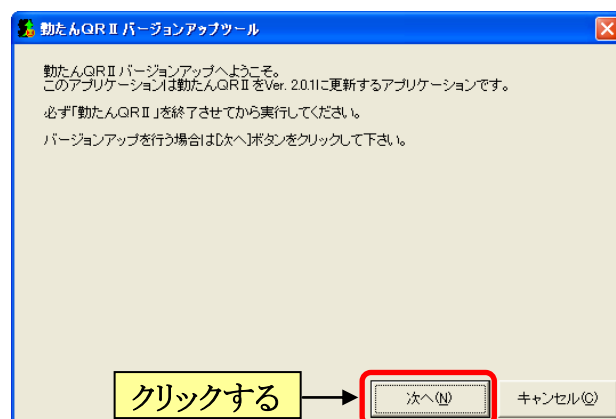 勤たんQRⅡ バージョンアップツール
勤たんQRⅡ バージョンアップへようこそ。
このアプリケーションは勤たんQRⅡをVer. 2.0.1に更新するアプリケーションです。
必ず「勤たんQRⅡ」を終了させてから実行してください。
バージョンアップを行う場合は[次へ]ボタンをクリックして下さい。
クリックする
次へ(N)
キャンセル(C)